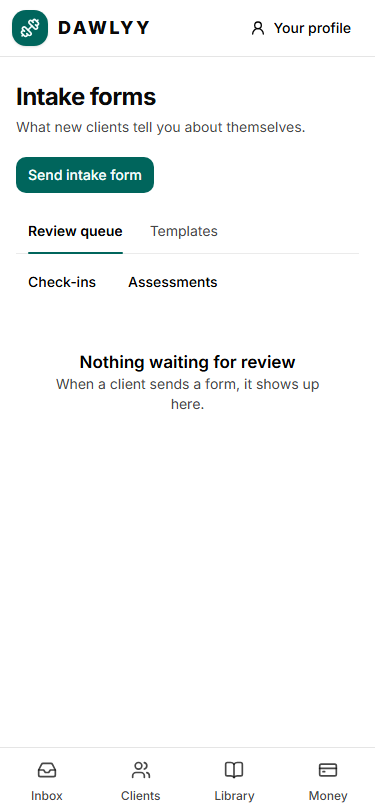 DAWLYY
Your profile
Intake forms
What new clients tell you about themselves.
Send intake form
Review queue
Templates
Check-ins
Assessments
Nothing waiting for review
When a client sends a form, it shows up
here.
Inbox
Clients
Library
Money